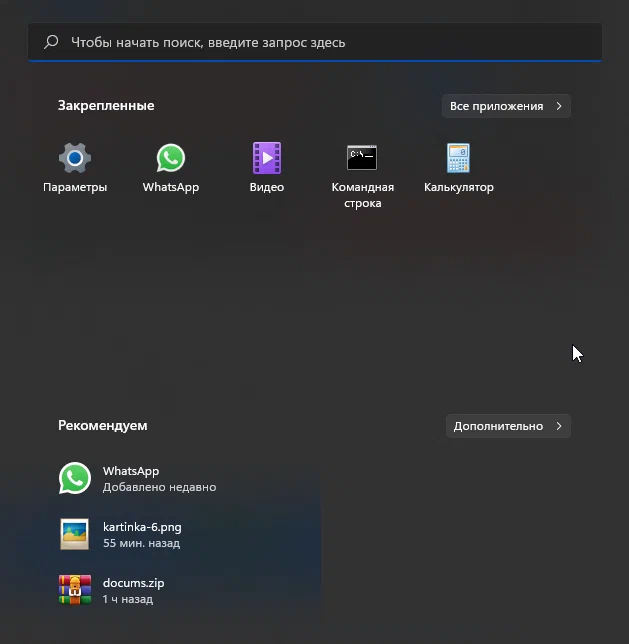 Чтобы начать поиск, введите запрос здесь
Закрепленные
Все приложения
Параметры
WhatsApp
Видео
C:\_
Командная
строка
0
Калькулятор
Рекомендуем
Дополнительно
WhatsApp
Добавлено недавно
kartinka-6.png
55 мин. назад
docums.zip
1 ч назад